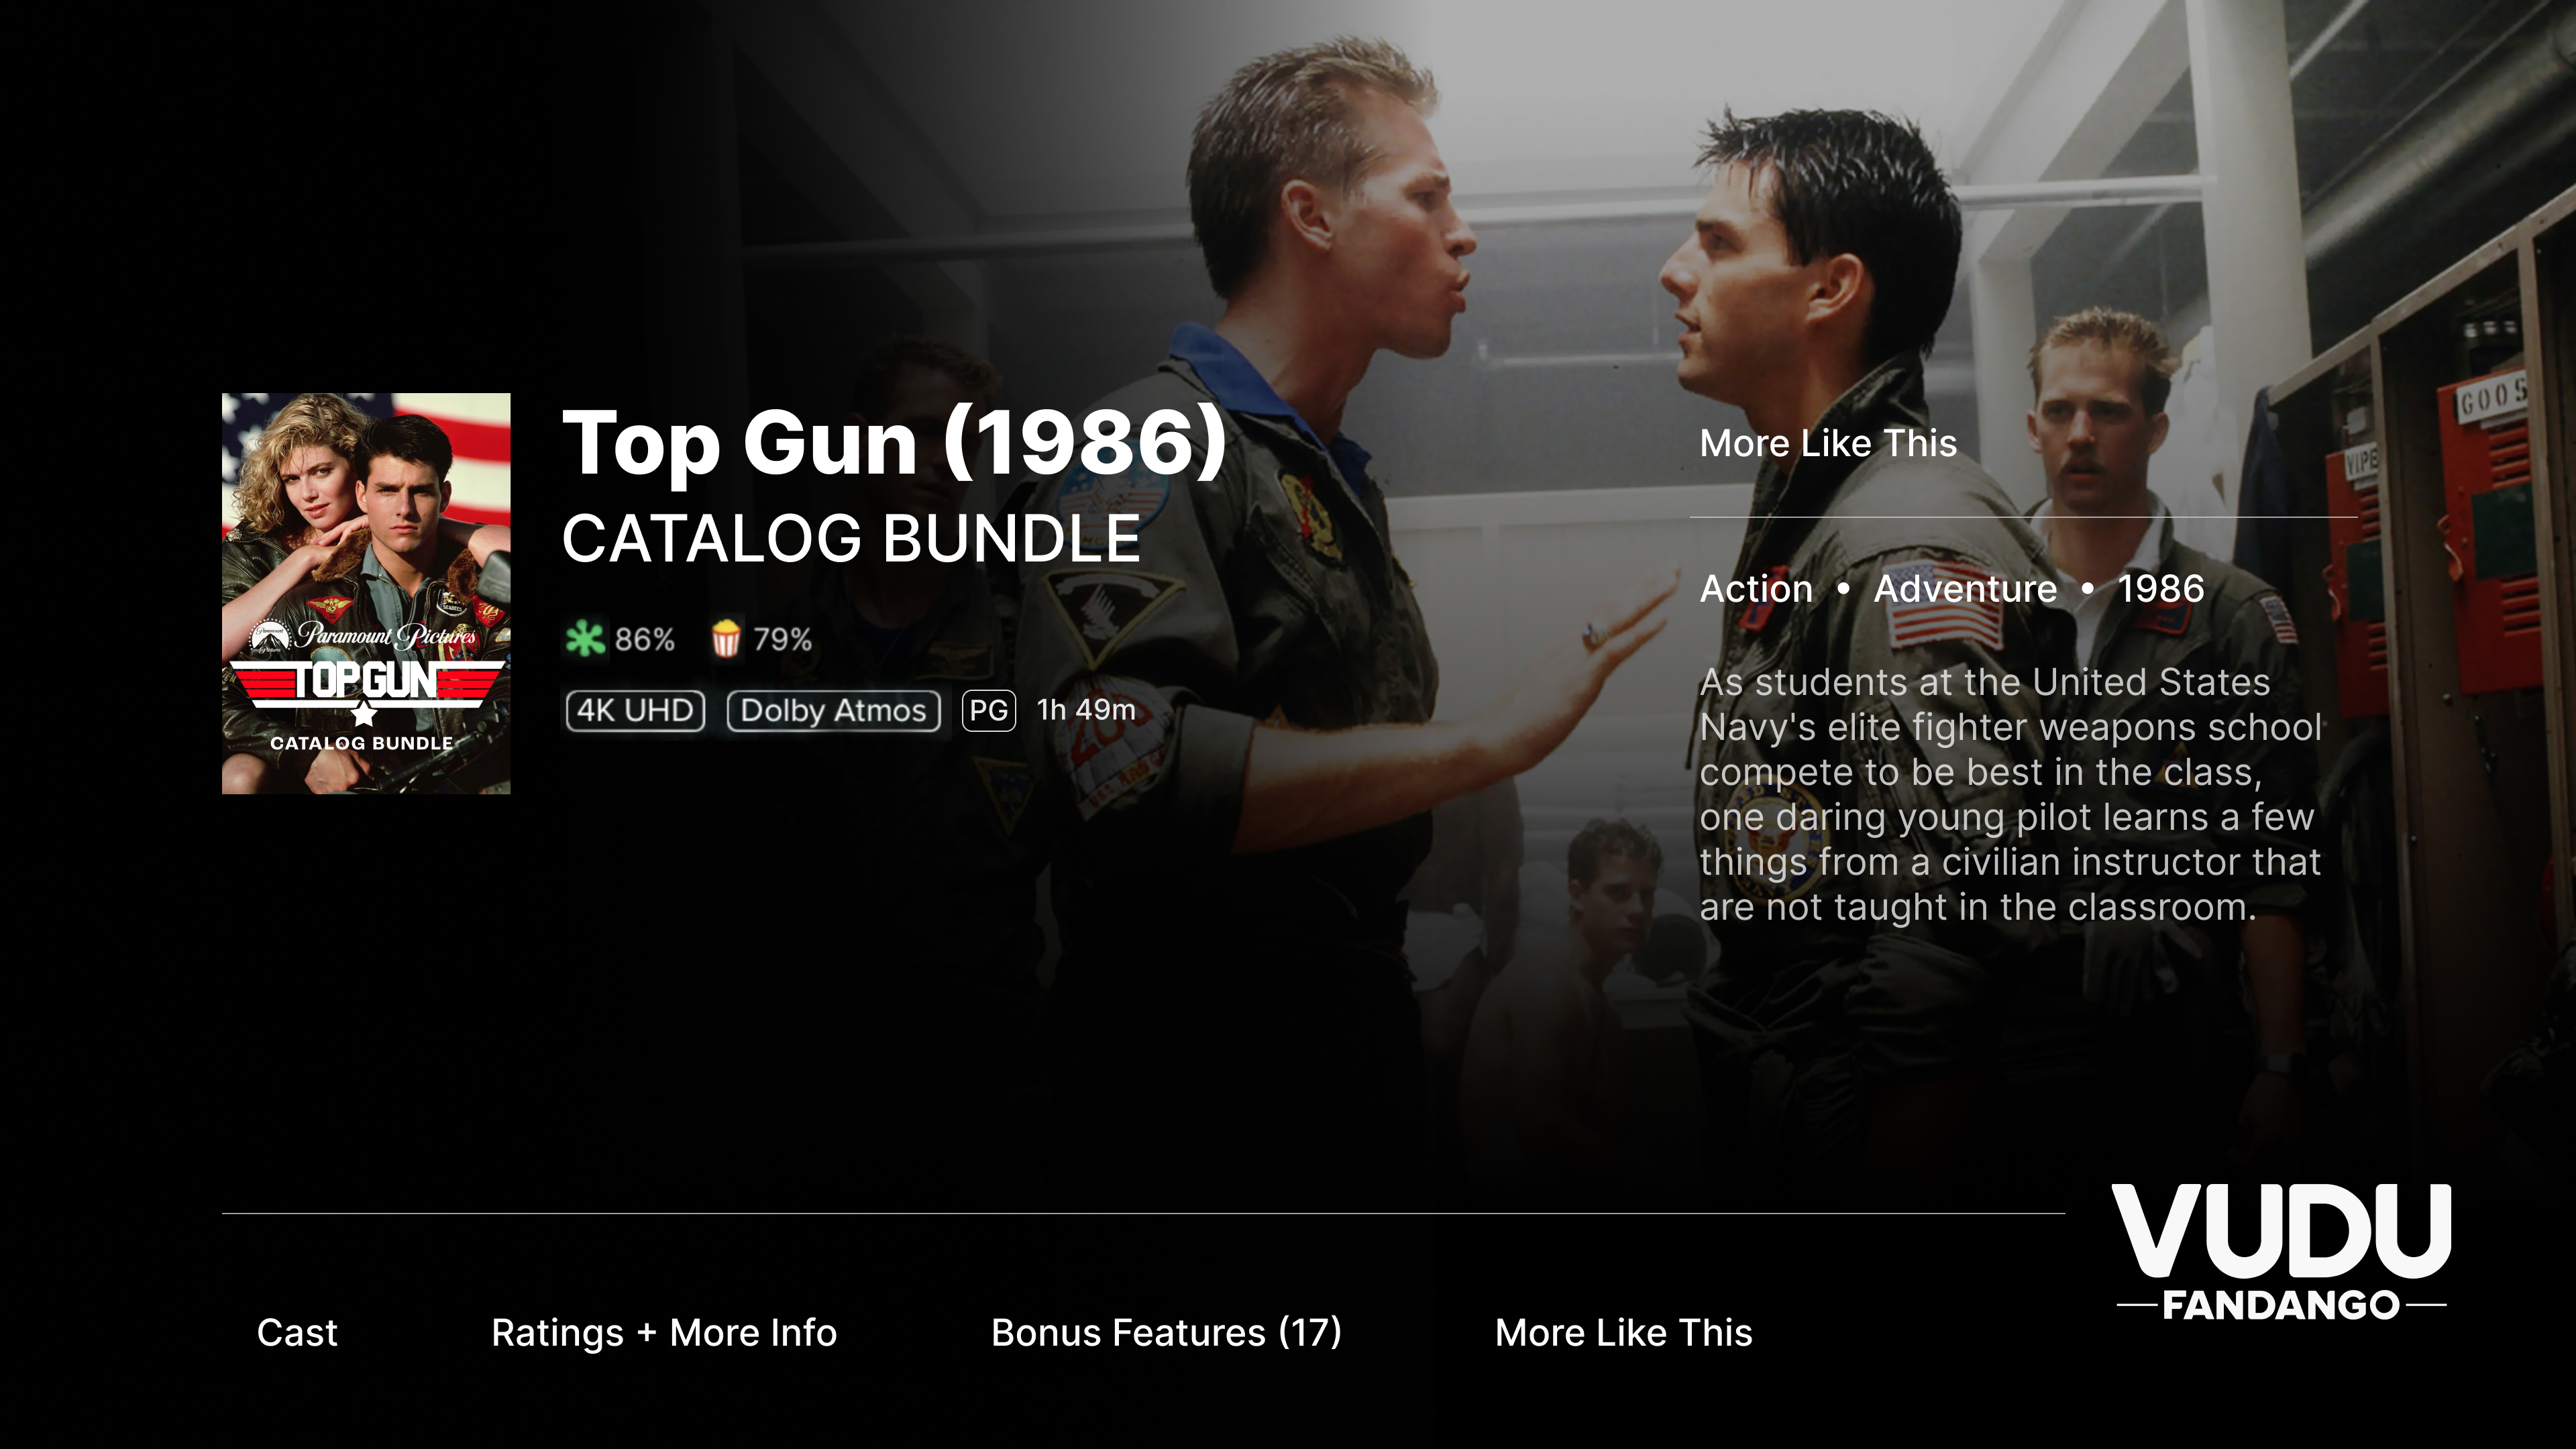 Top Gun (1986)
CATALOG BUNDLE
86%
79%
4K UHD
Dolby Atmos
PG
1h 49m
Paramount Pictures
TOP GUN
CATALOG BUNDLE
More Like This
Action • Adventure • 1986
As students at the United States
Navy's elite fighter weapons school
compete to be best in the class,
one daring young pilot learns a few
things from a civilian instructor that
are not taught in the classroom.
GOOS
VIPE
VUDU
FANDANGO
Cast
Ratings + More Info
Bonus Features (17)
More Like This